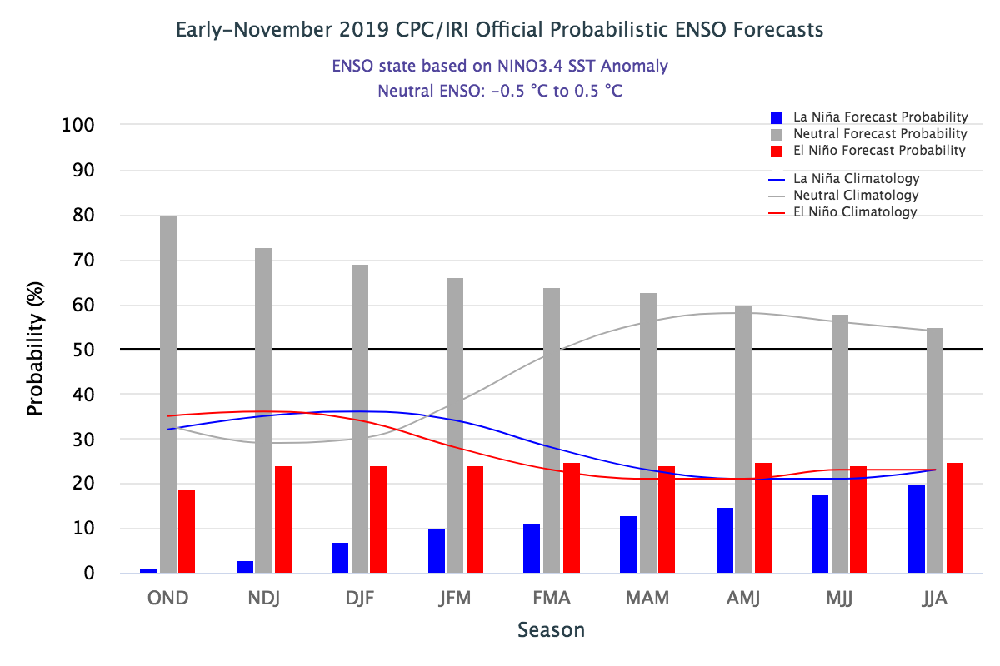 Early-November 2019 CPC/IRI Official Probabilistic ENSO Forecasts
ENSO state based on NINO3.4 SST Anomaly
Neutral ENSO: -0.5 °C to 0.5 °C
La Niña Forecast Probability
Neutral Forecast Probability
El Niño Forecast Probability
La Niña Climatology
Neutral Climatology
El Niño Climatology
Probability (%)
100
90
80
70
60
50
40
30
20
10
0
OND NDJ DJF JFM FMA MAM AMJ MJJ JJA
Season